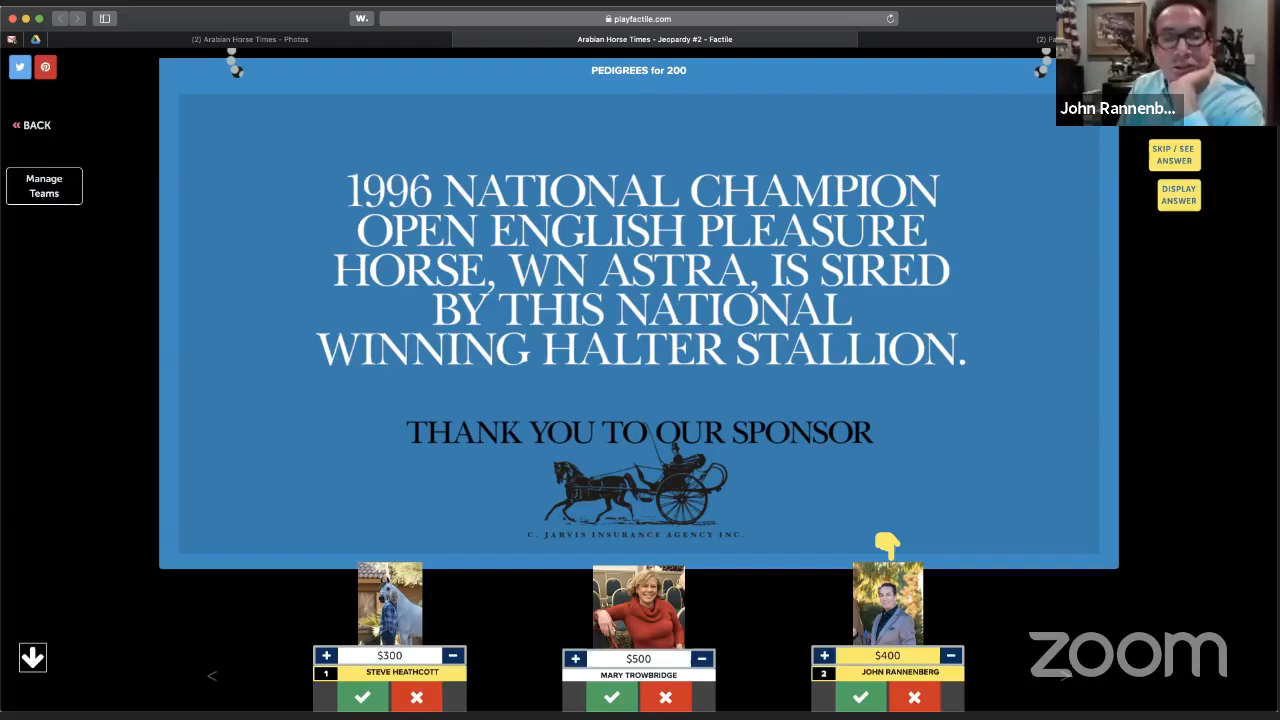 W.
playfactile.com
(2) Arabian Horse Times - Photos
Arabian Horse Times - Jeopardy #2 - Factile
PEDIGREES for 200
John Rannenb...
« BACK
Manage
Teams
SKIP / SEE
ANSWER
DISPLAY
ANSWER
1996 NATIONAL CHAMPION
OPEN ENGLISH PLEASURE
HORSE, WN ASTRA, IS SIRED
BY THIS NATIONAL
WINNING HALTER STALLION.
THANK YOU TO OUR SPONSOR
C. JARVIS INSURANCE AGENCY INC.
+ $300 −
1 STEVE HEATHCOTT
+ $500 −
MARY TROWBRIDGE
+ $400 −
2 JOHN RANNENBERG
zoom